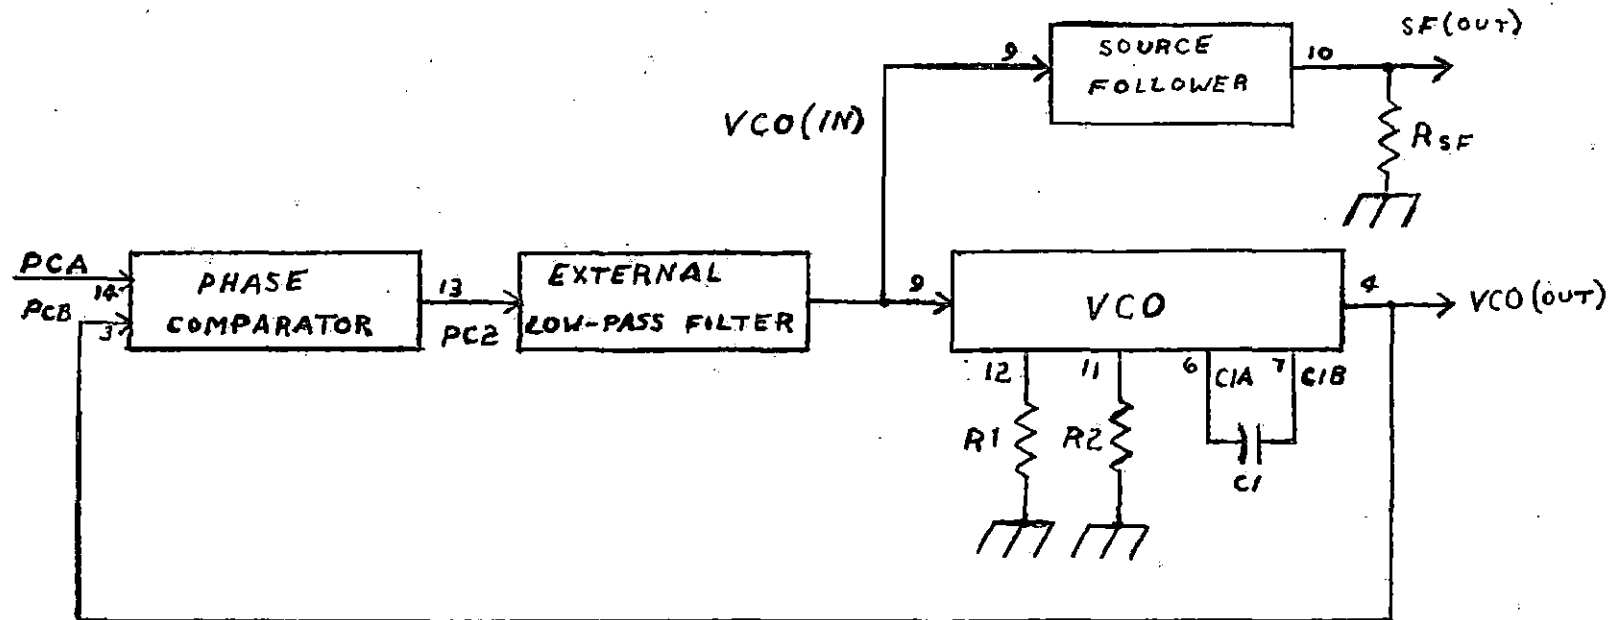 SF(OUT)
9
SOURCE
FOLLOWER
10
VCO(IN)
RSF
PCA
14
PCB
3
PHASE
COMPARATOR
13
PC2
EXTERNAL
LOW-PASS FILTER
9
VCO
4
VCO(OUT)
12
11
6
C1A
7
C1B
R1
R2
C1